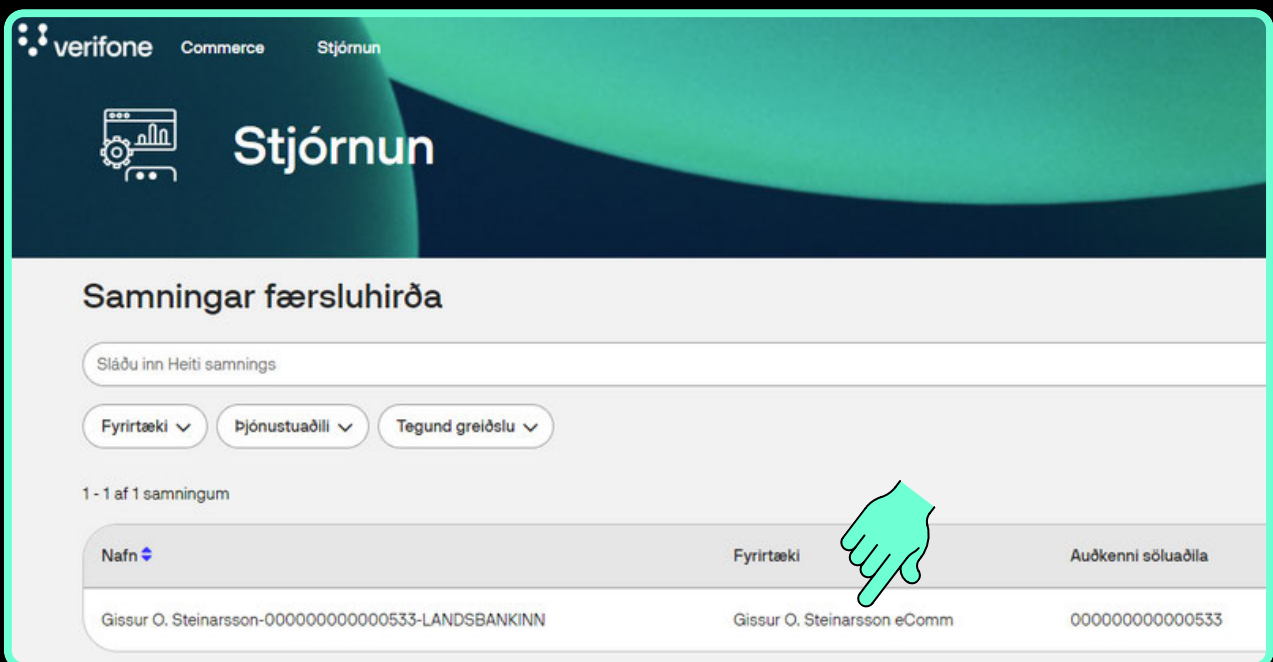 verifone Commerce Stjórnun
Stjórnun
Samningar færsluhirða
Sláðu inn Heiti samnings
Fyrirtæki Þjónustuaðili Tegund greiðslu
1 - 1 af 1 samningum
Nafn Fyrirtæki Auðkenni söluaðila
Gissur O. Steinarsson-000000000000533-LANDSBANKINN Gissur O. Steinarsson eComm 000000000000533